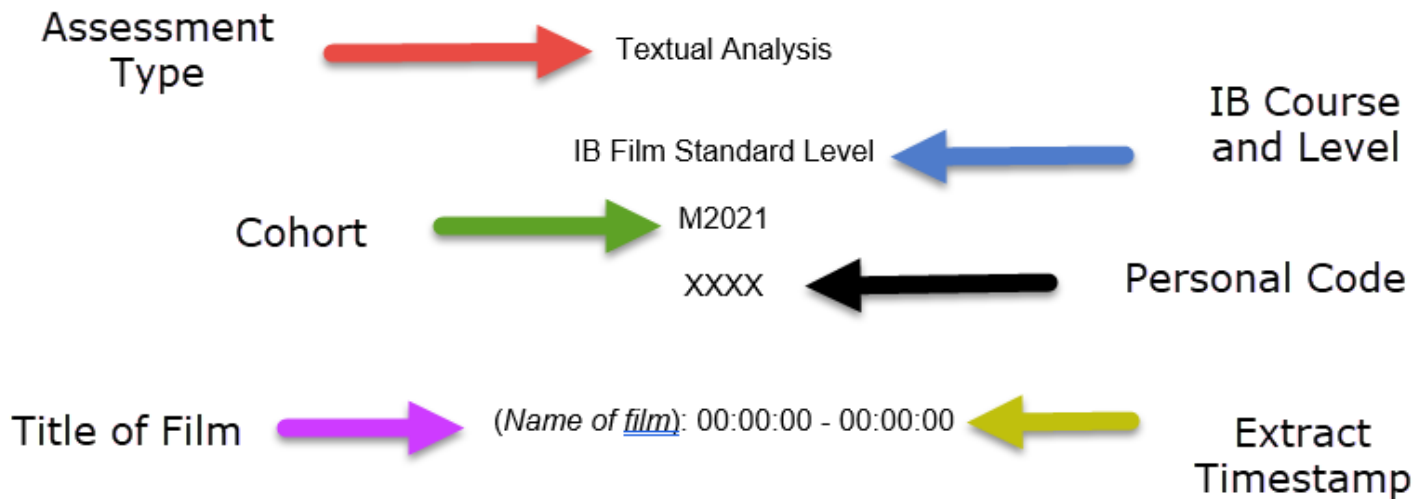 Assessment
Type
Textual Analysis
IB Film Standard Level
IB Course
and Level
Cohort
M2021
XXXX
Personal Code
Title of Film
(Name of film): 00:00:00 - 00:00:00
Extract
Timestamp